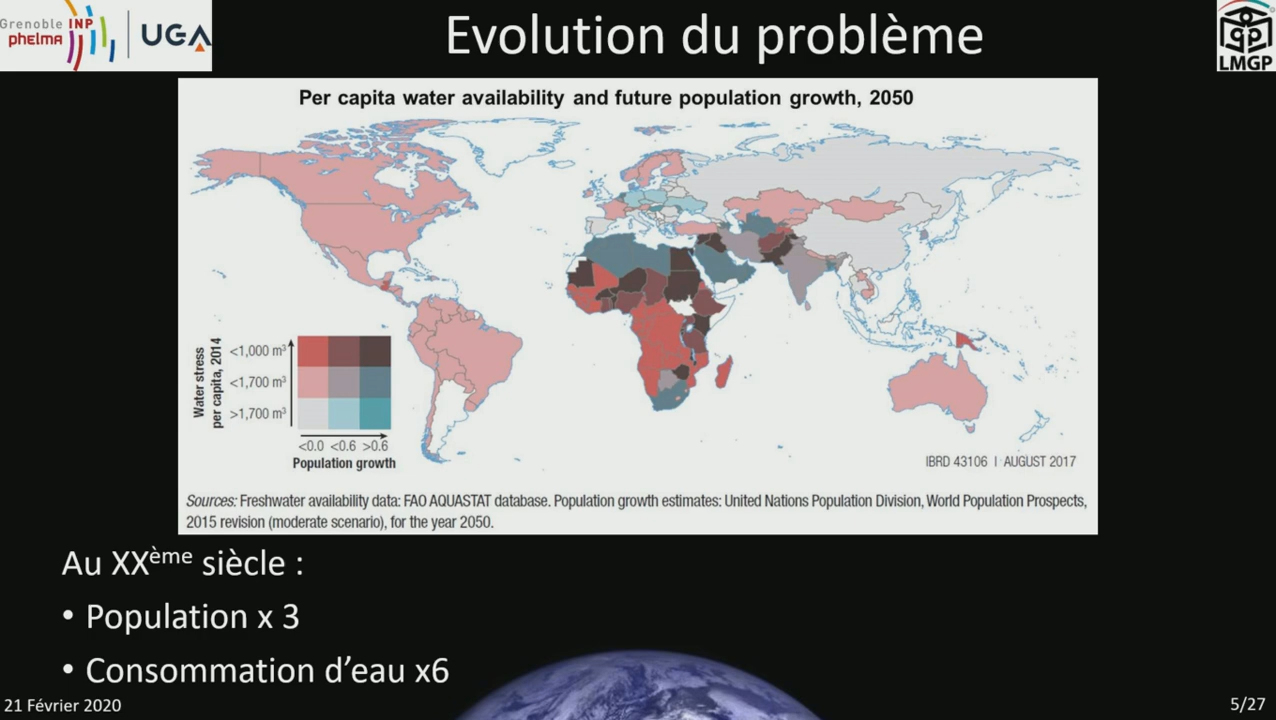 Grenoble INP
phelma
UGA
Evolution du problème
LMGP
Per capita water availability and future population growth, 2050
Water stress
per capita, 2014
<1,000 m³
<1,700 m³
>1,700 m³
<0.0 <0.6 >0.6
Population growth
IBRD 43106 | AUGUST 2017
Sources: Freshwater availability data: FAO AQUASTAT database. Population growth estimates: United Nations Population Division, World Population Prospects,
2015 revision (moderate scenario), for the year 2050.
Au XXème siècle :
• Population x 3
• Consommation d’eau x6
21 Février 2020
5/27